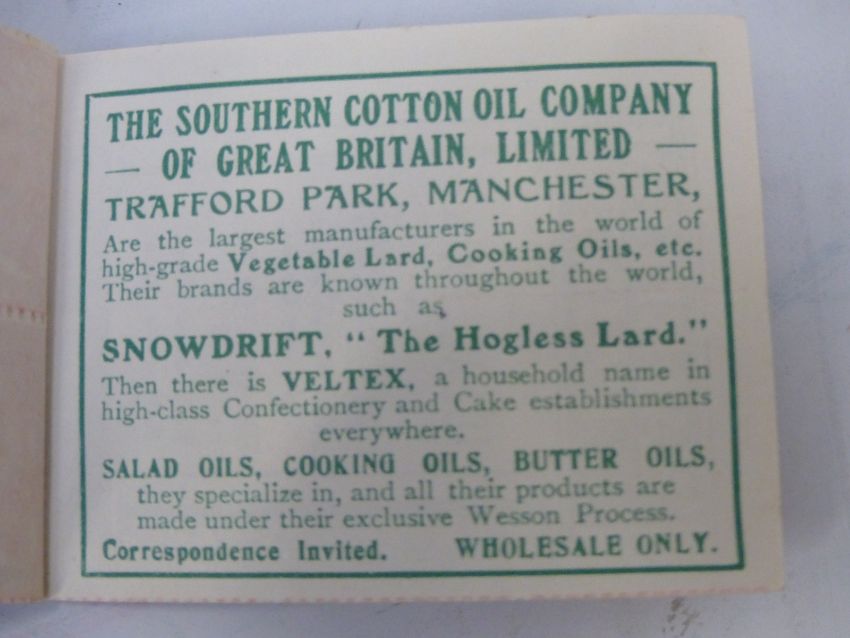 THE SOUTHERN COTTON OIL COMPANY
— OF GREAT BRITAIN, LIMITED —
TRAFFORD PARK, MANCHESTER,
Are the largest manufacturers in the world of
high-grade Vegetable Lard, Cooking Oils, etc.
Their brands are known throughout the world,
such as
SNOWDRIFT, "The Hogless Lard."
Then there is VELTEX, a household name in
high-class Confectionery and Cake establishments
everywhere.
SALAD OILS, COOKING OILS, BUTTER OILS,
they specialize in, and all their products are
made under their exclusive Wesson Process.
Correspondence Invited. WHOLESALE ONLY.